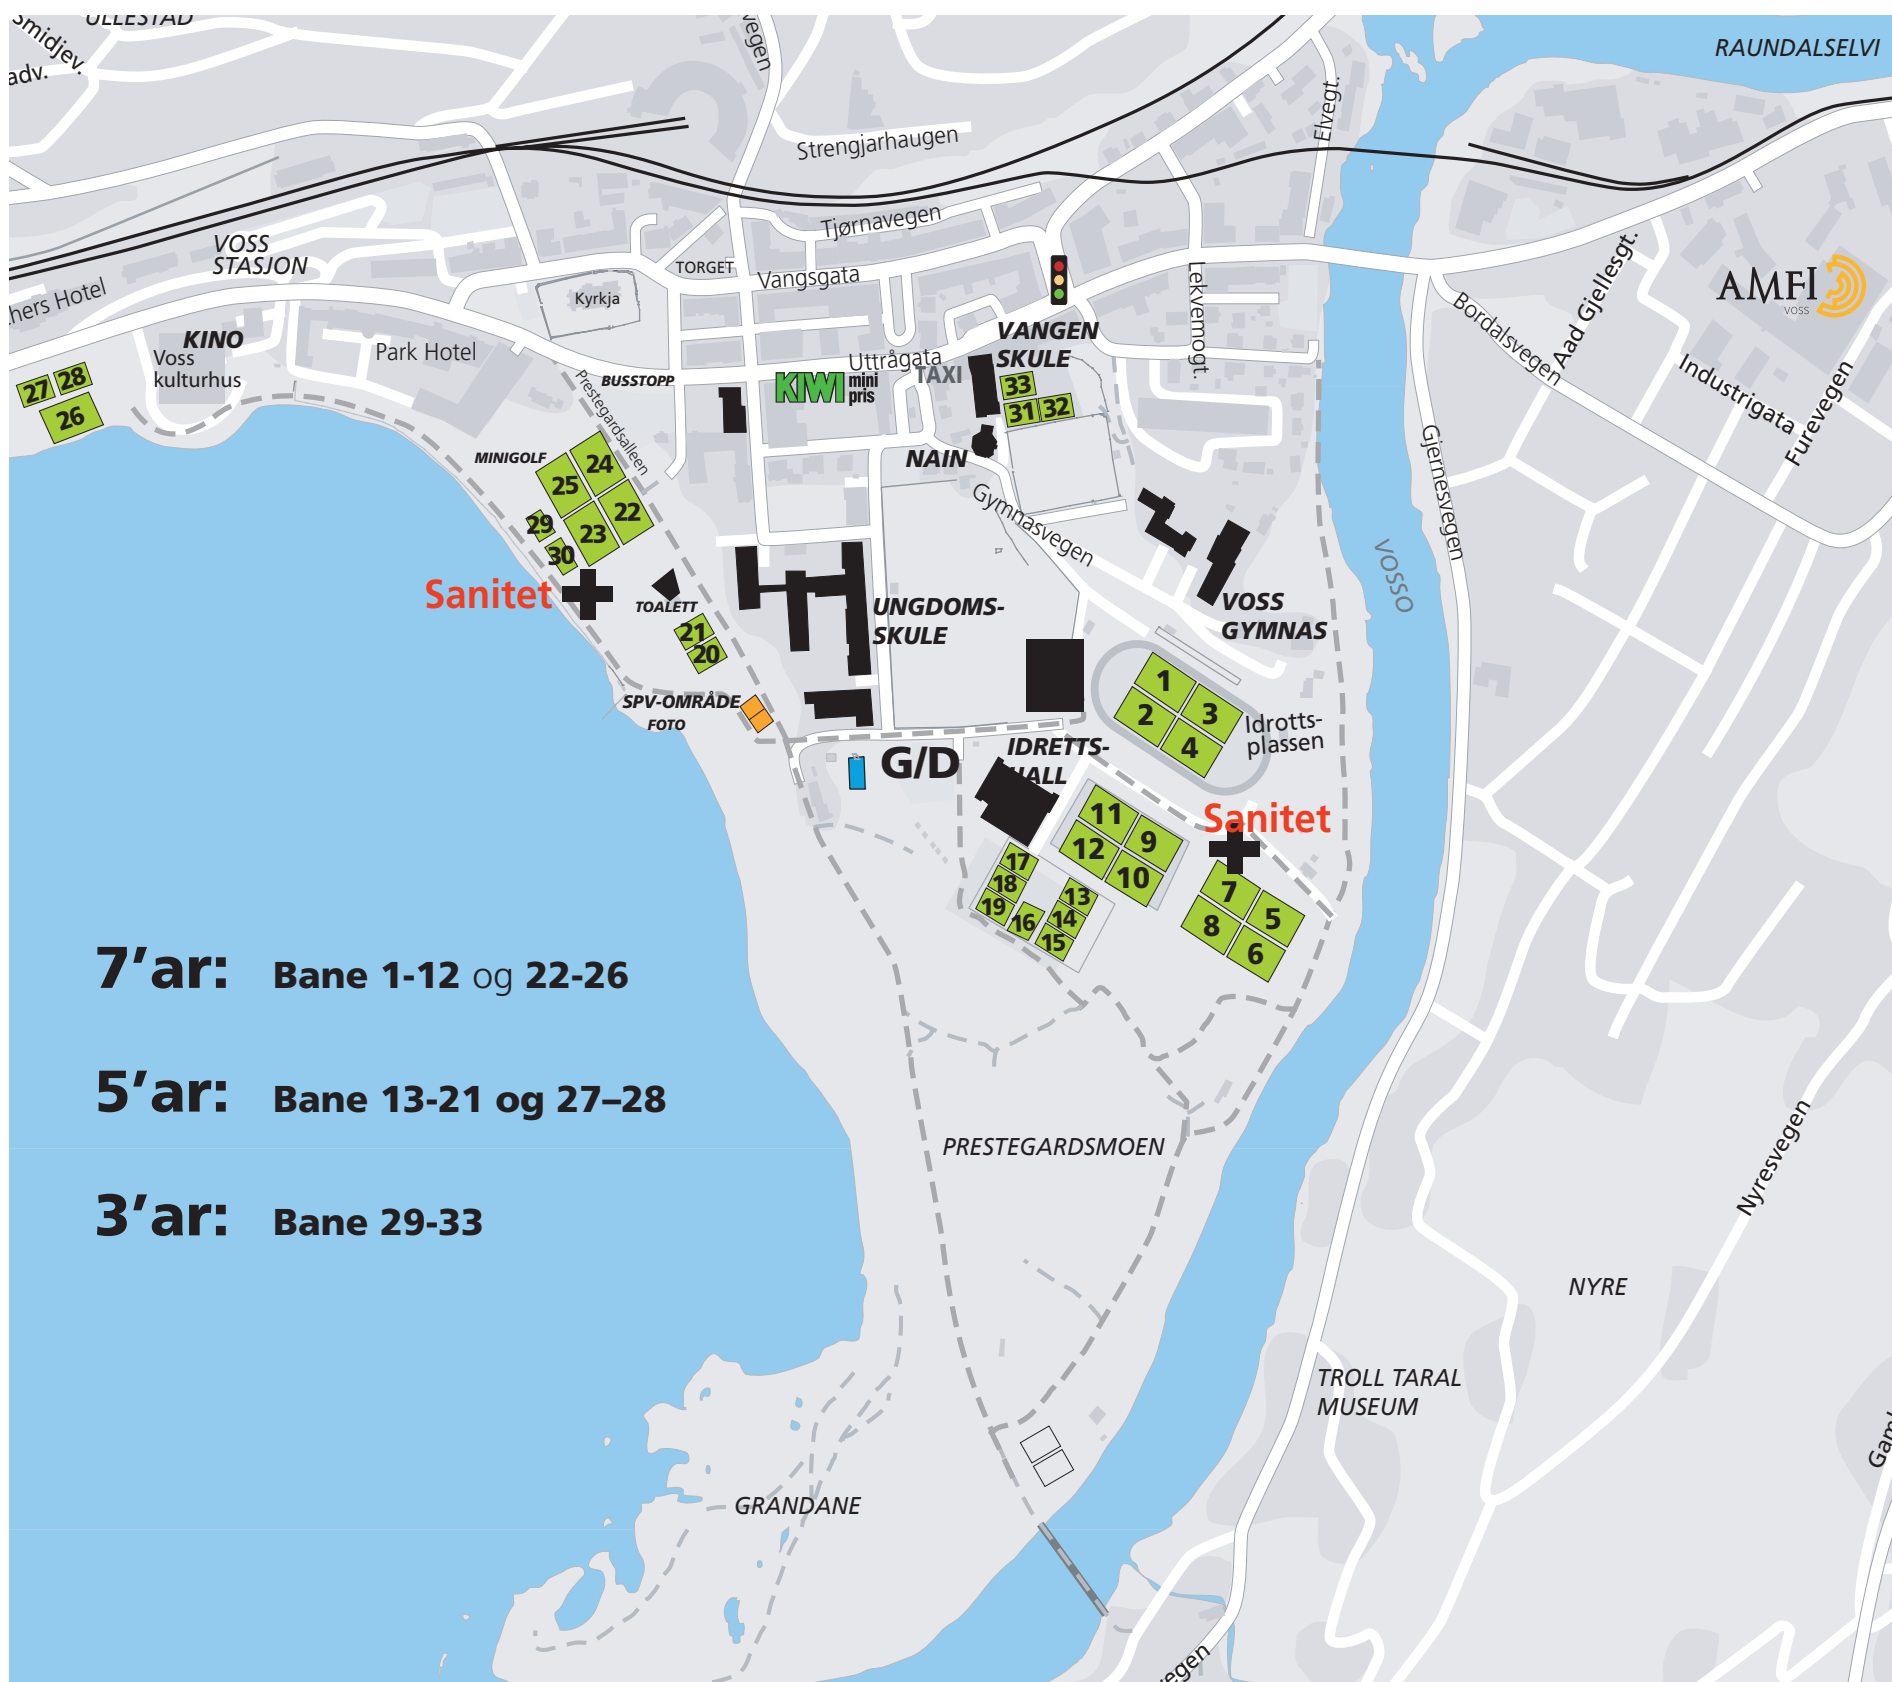 ULLESTAD
Smidjev.
adv.
vegen
RAUNDALSELVI
Strengjarhaugen
Elvegt.
Tjørnavegen
VOSS
STASJON
TORGET
Vangsgata
Lekvemogt.
Aad Gjellesgt.
AMFI
VOSS
Bordalsvegen
chers Hotel
Kyrkja
KINO
Voss
kulturhus
Park Hotel
VANGEN
SKULE
Uttrågata
TAXI
BUSSTOPP
KIWI mini
pris
Prestegardsalleen
Industrigata
Furevegen
Gjernesvegen
27
28
26
33
31
32
MINIGOLF
24
25
22
23
29
30
NAIN
Gymnasvegen
VOSSO
Sanitet
TOALETT
21
20
UNGDOMS-
SKULE
VOSS
GYMNAS
SPV-OMRÅDE
FOTO
G/D
IDRETTS-
HALL
1
2
3
4
Idrotts-
plassen
Sanitet
11
9
12
10
17
18
19
16
13
14
15
7
5
8
6
7’ar: Bane 1-12 og 22-26
5’ar: Bane 13-21 og 27–28
3’ar: Bane 29-33
PRESTEGARDSMOEN
Nyresvegen
NYRE
TROLL TARAL
MUSEUM
GRANDANE
vegen